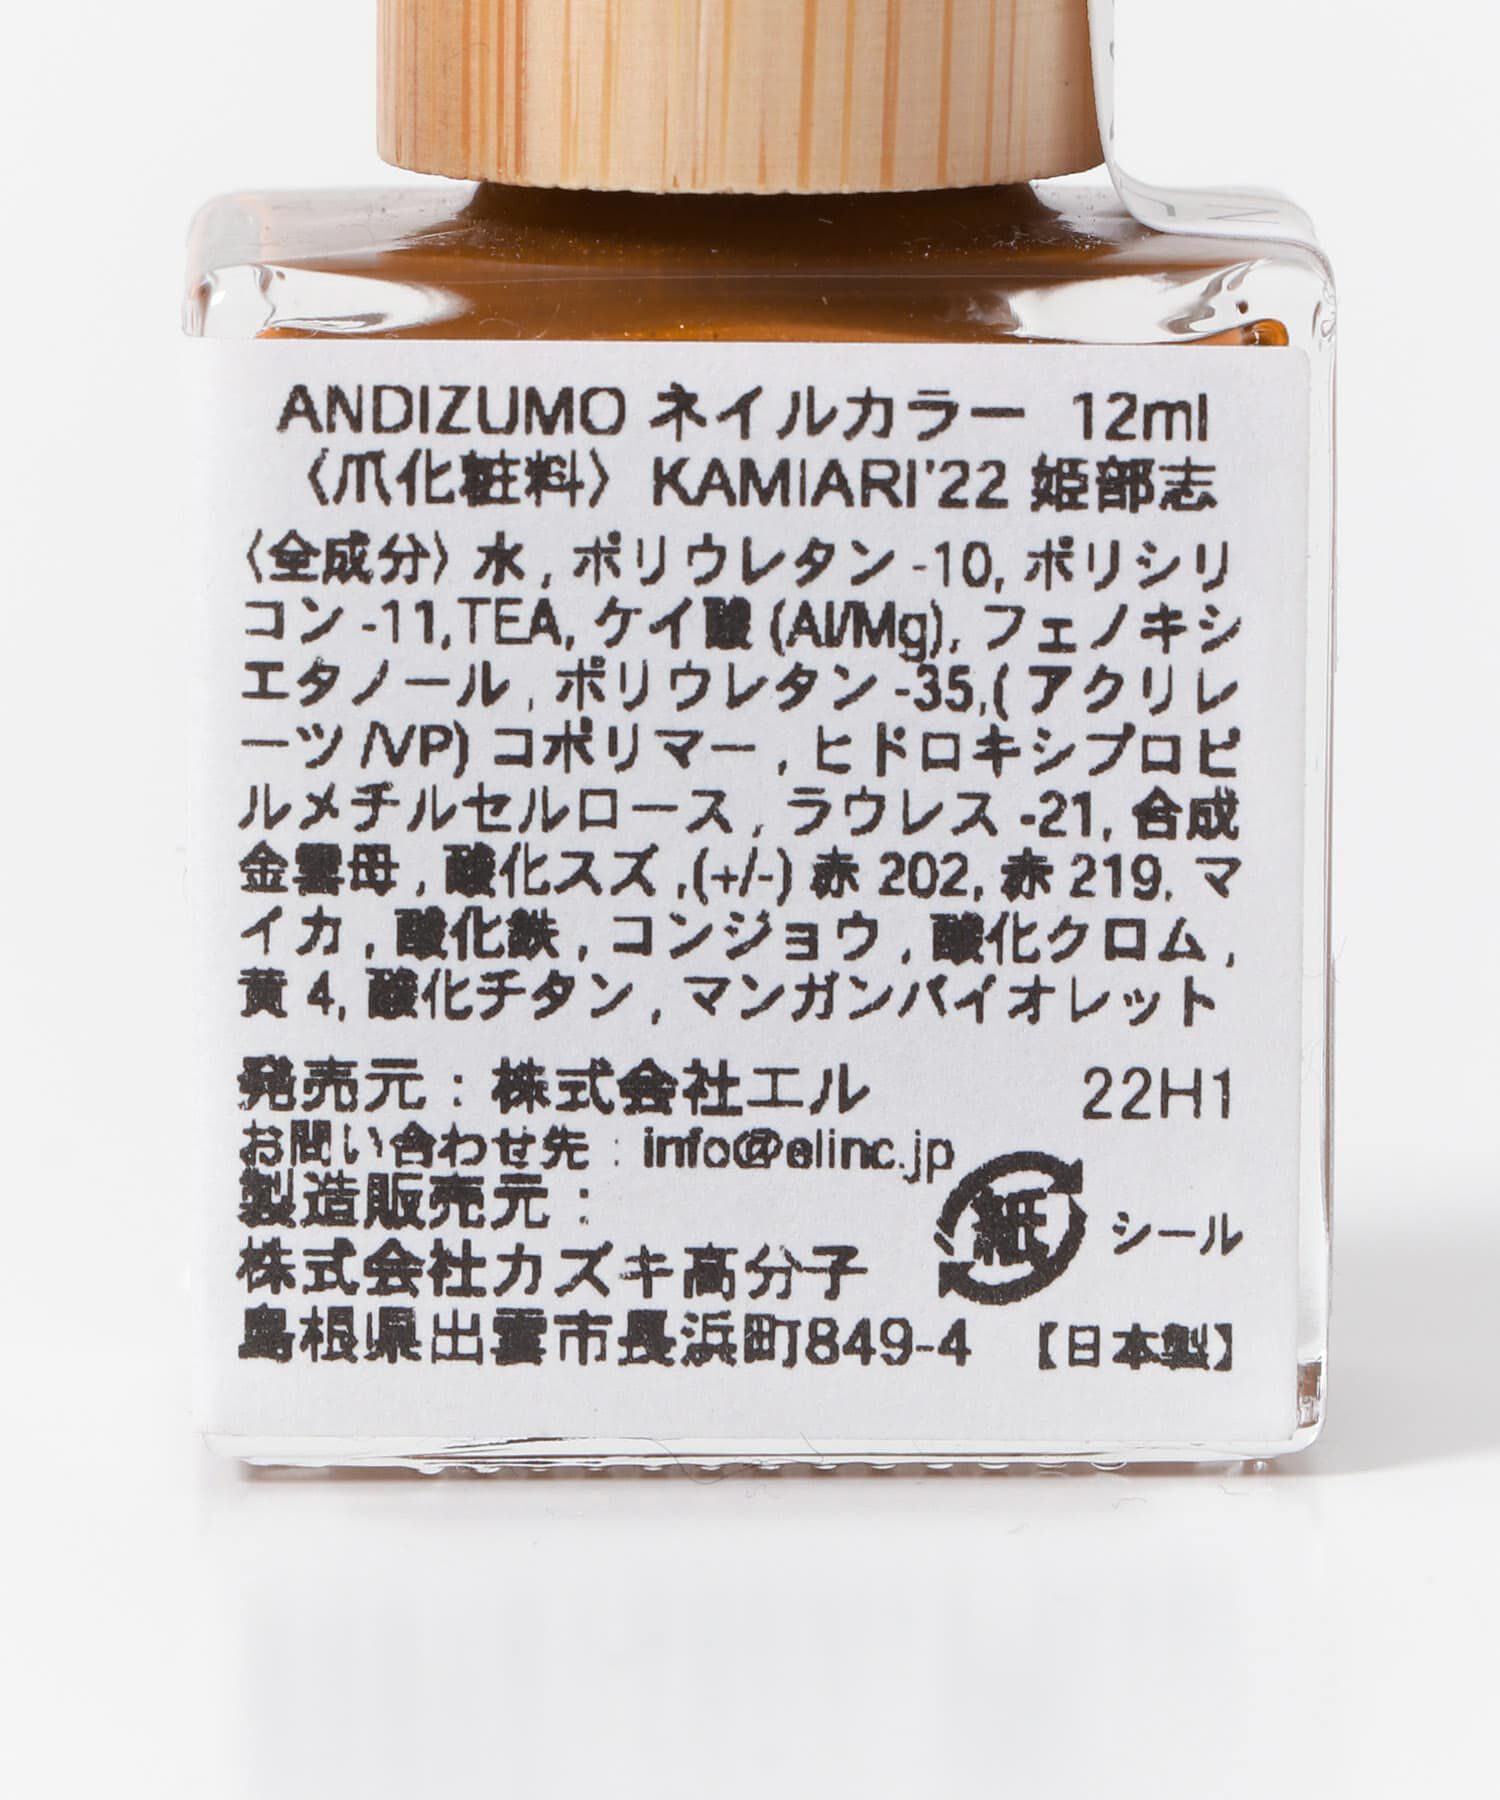 ANDIZUMO ネイルカラー 12ml
〈爪化粧料〉 KAMIARI'22 姫部志
〈全成分〉水 , ポリウレタン -10, ポリシリ
コン -11,TEA, ケイ酸 (Al/Mg), フェノキシ
エタノール , ポリウレタン -35,( アクリレ
ーツ /VP) コポリマー , ヒドロキシプロピ
ルメチルセルロース , ラウレス -21, 合成
金雲母 , 酸化スズ ,(+/-) 赤 202, 赤 219, マ
イカ , 酸化鉄 , コンジョウ , 酸化クロム ,
黄 4, 酸化チタン , マンガンバイオレット
発売元 : 株式会社エル 22H1
お問い合わせ先 : info@elinc.jp
製造販売元 :
紙 シール
株式会社カズキ高分子
島根県出雲市長浜町849-4 【日本製】